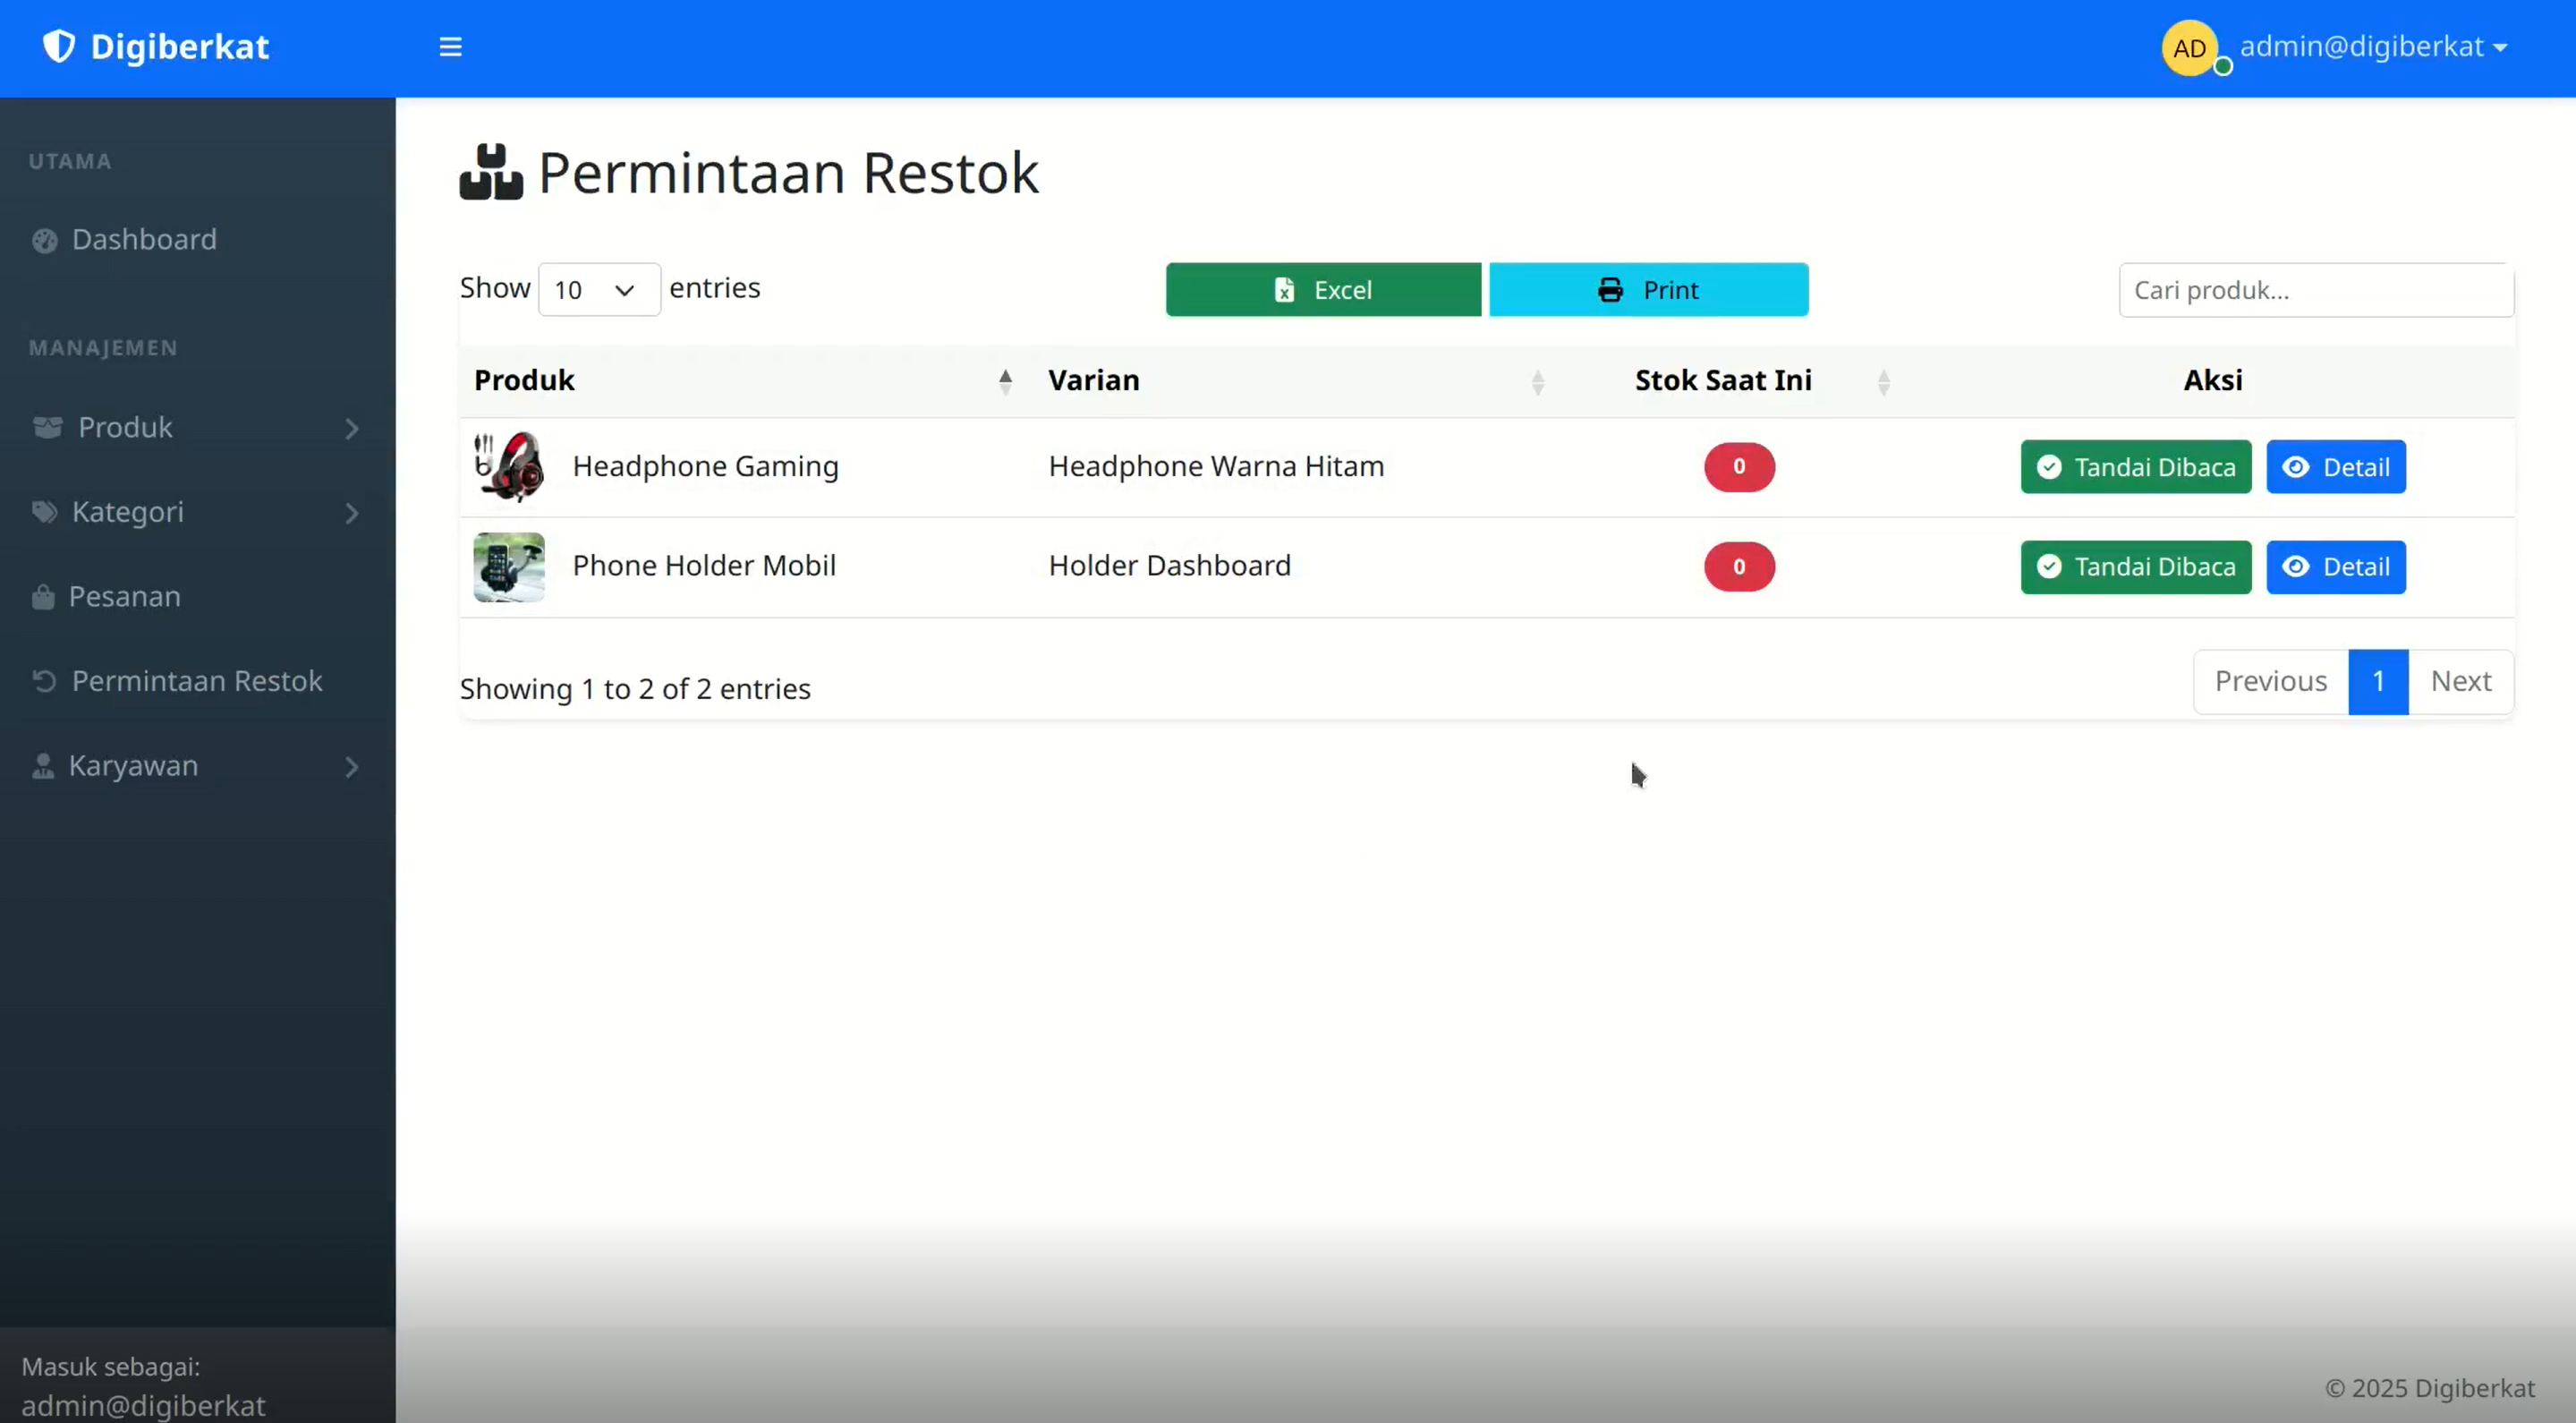 Digiberkat
AD admin@digiberkat
UTAMA
Dashboard
MANAJEMEN
Produk
Kategori
Pesanan
Permintaan Restok
Karyawan
Masuk sebagai:
admin@digiberkat
Permintaan Restok
Show 10 entries
Excel
Print
Cari produk...
Produk Varian Stok Saat Ini Aksi
Headphone Gaming Headphone Warna Hitam 0 Tandai Dibaca Detail
Phone Holder Mobil Holder Dashboard 0 Tandai Dibaca Detail
Showing 1 to 2 of 2 entries
Previous 1 Next
© 2025 Digiberkat